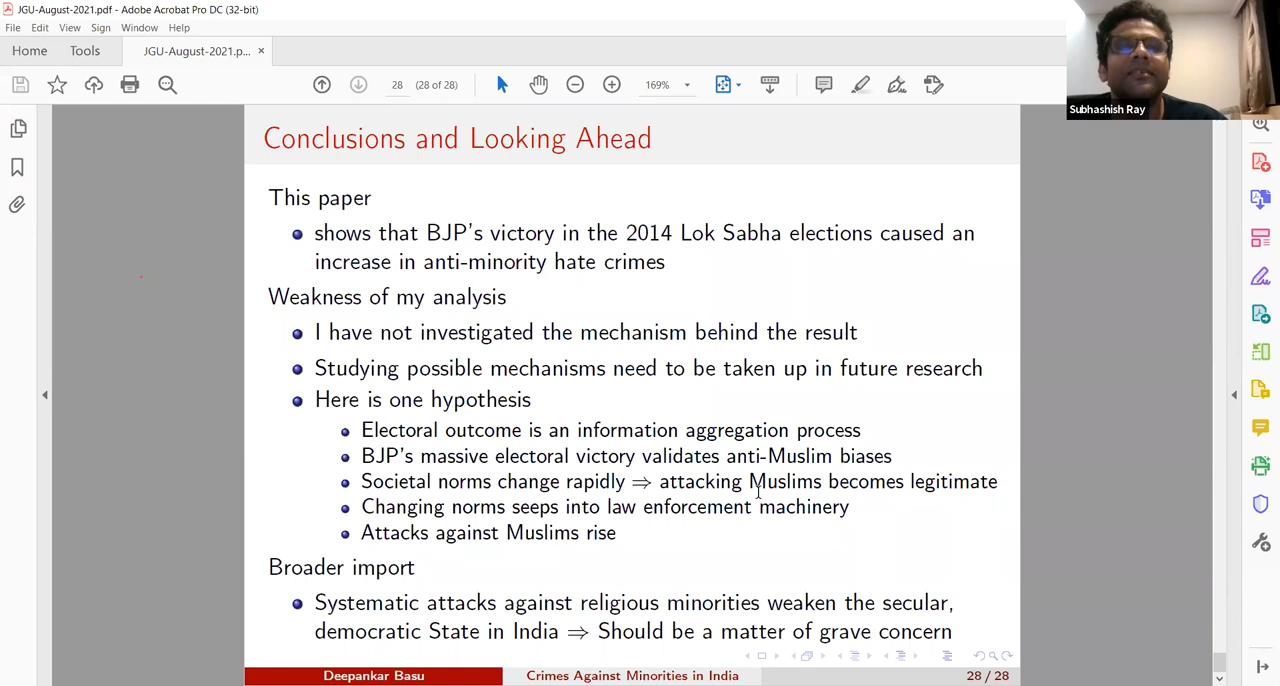 JGU-August-2021.pdf - Adobe Acrobat Pro DC (32-bit)
File Edit View Sign Window Help
Home Tools JGU-August-2021.p... ×
28 (28 of 28) 169%
Subhashish Ray
Conclusions and Looking Ahead
This paper
shows that BJP's victory in the 2014 Lok Sabha elections caused an
increase in anti-minority hate crimes
Weakness of my analysis
I have not investigated the mechanism behind the result
Studying possible mechanisms need to be taken up in future research
Here is one hypothesis
Electoral outcome is an information aggregation process
BJP's massive electoral victory validates anti-Muslim biases
Societal norms change rapidly ⇒ attacking Muslims becomes legitimate
Changing norms seeps into law enforcement machinery
Attacks against Muslims rise
Broader import
Systematic attacks against religious minorities weaken the secular,
democratic State in India ⇒ Should be a matter of grave concern
Deepankar Basu Crimes Against Minorities in India 28 / 28